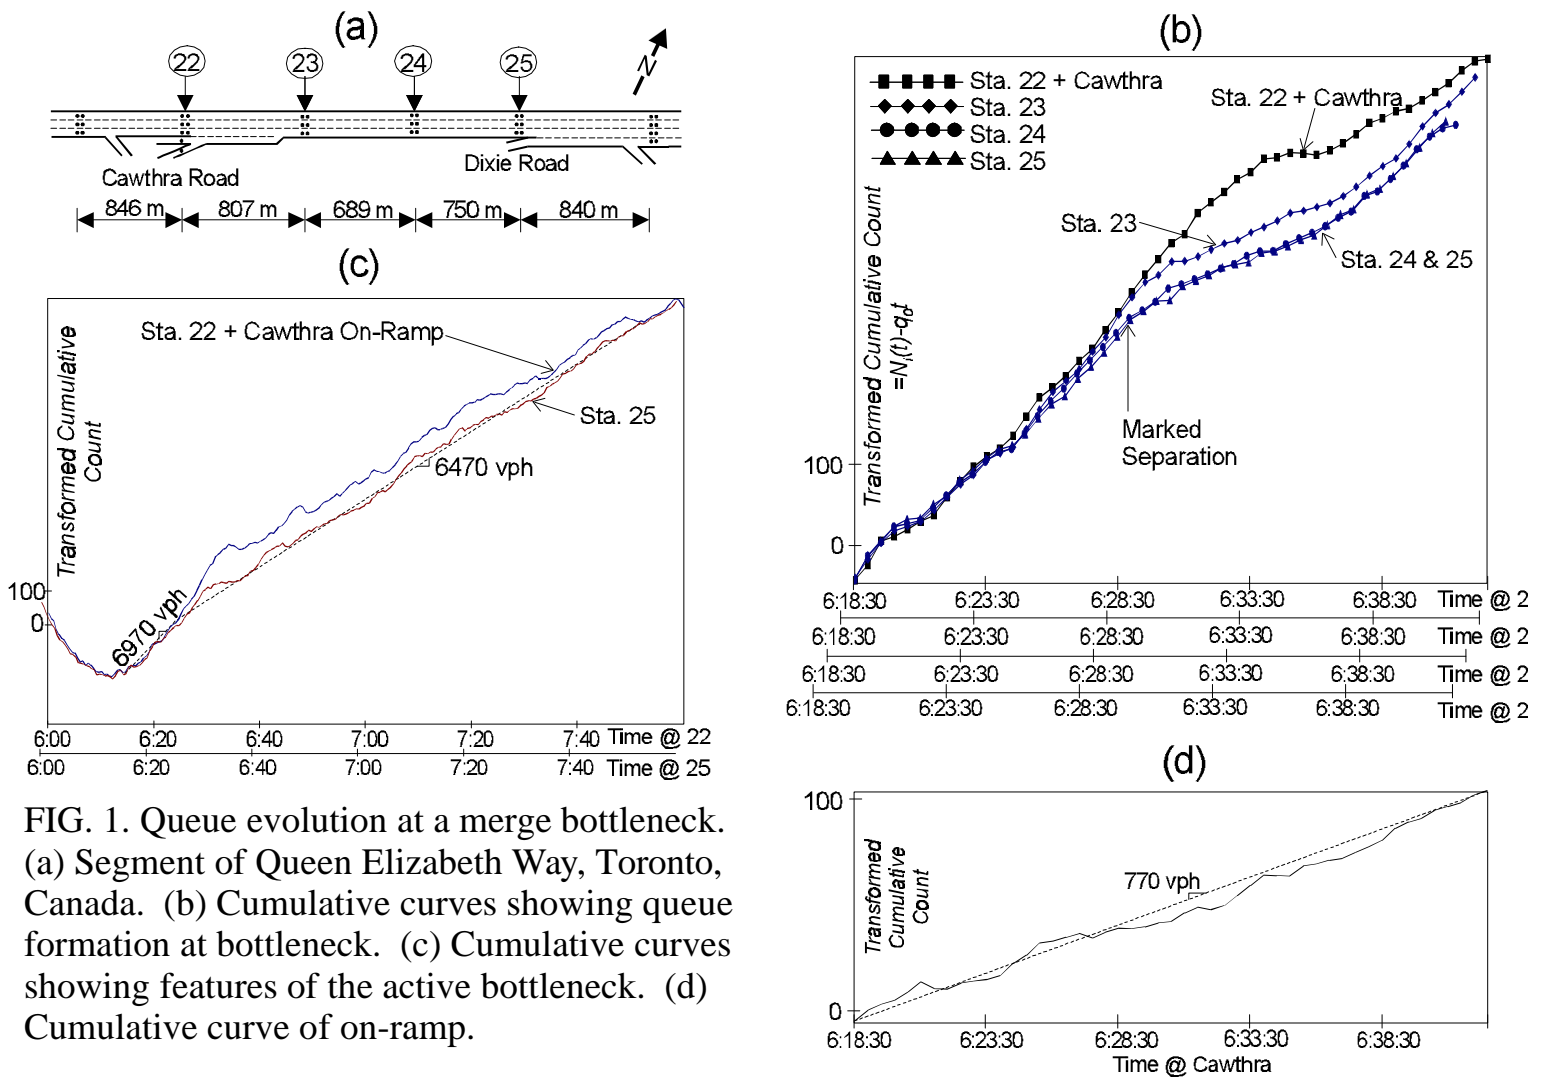 (a)
22
23
24
25
N
Cawthra Road
Dixie Road
846 m
807 m
689 m
750 m
840 m
(c)
Transformed Cumulative
Count
Sta. 22 + Cawthra On-Ramp
Sta. 25
6470 vph
6970 vph
100
0
6:00
6:20
6:40
7:00
7:20
7:40
Time @ 22
6:00
6:20
6:40
7:00
7:20
7:40
Time @ 25
FIG. 1. Queue evolution at a merge bottleneck.
(a) Segment of Queen Elizabeth Way, Toronto,
Canada. (b) Cumulative curves showing queue
formation at bottleneck. (c) Cumulative curves
showing features of the active bottleneck. (d)
Cumulative curve of on-ramp.
(b)
Sta. 22 + Cawthra
Sta. 23
Sta. 24
Sta. 25
Sta. 22 + Cawthra
Sta. 23
Sta. 24 & 25
Marked
Separation
Transformed Cumulative Count
=Ni(t)-q0t
100
0
6:18:30
6:23:30
6:28:30
6:33:30
6:38:30
Time @ 2
6:18:30
6:23:30
6:28:30
6:33:30
6:38:30
Time @ 2
6:18:30
6:23:30
6:28:30
6:33:30
6:38:30
Time @ 2
6:18:30
6:23:30
6:28:30
6:33:30
6:38:30
Time @ 2
(d)
Transformed
Cumulative
Count
100
0
770 vph
6:18:30
6:23:30
6:28:30
6:33:30
6:38:30
Time @ Cawthra